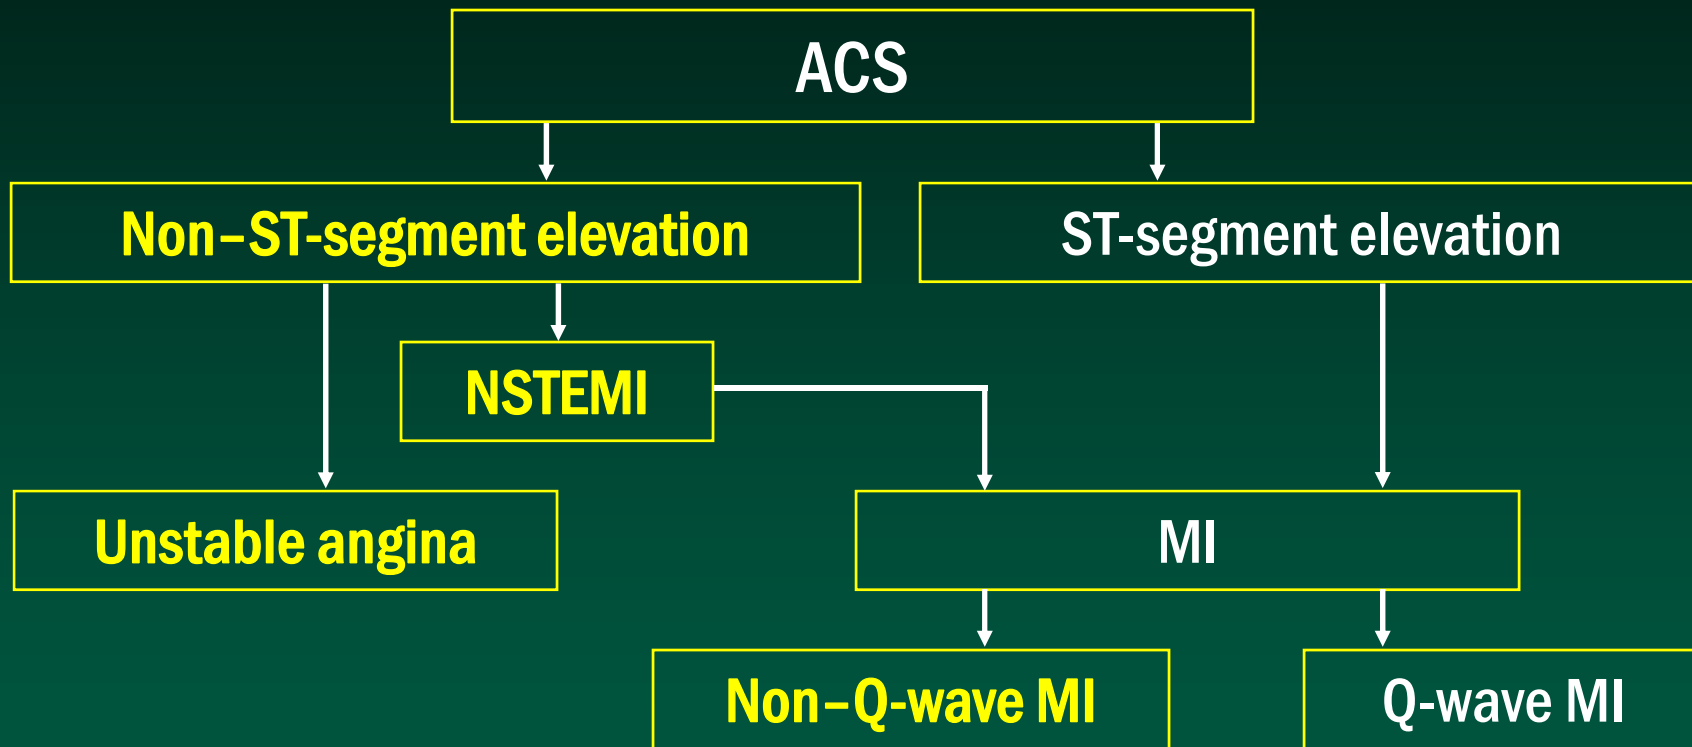 ACS
Non–ST-segment elevation
ST-segment elevation
NSTEMI
Unstable angina
MI
Non–Q-wave MI
Q-wave MI